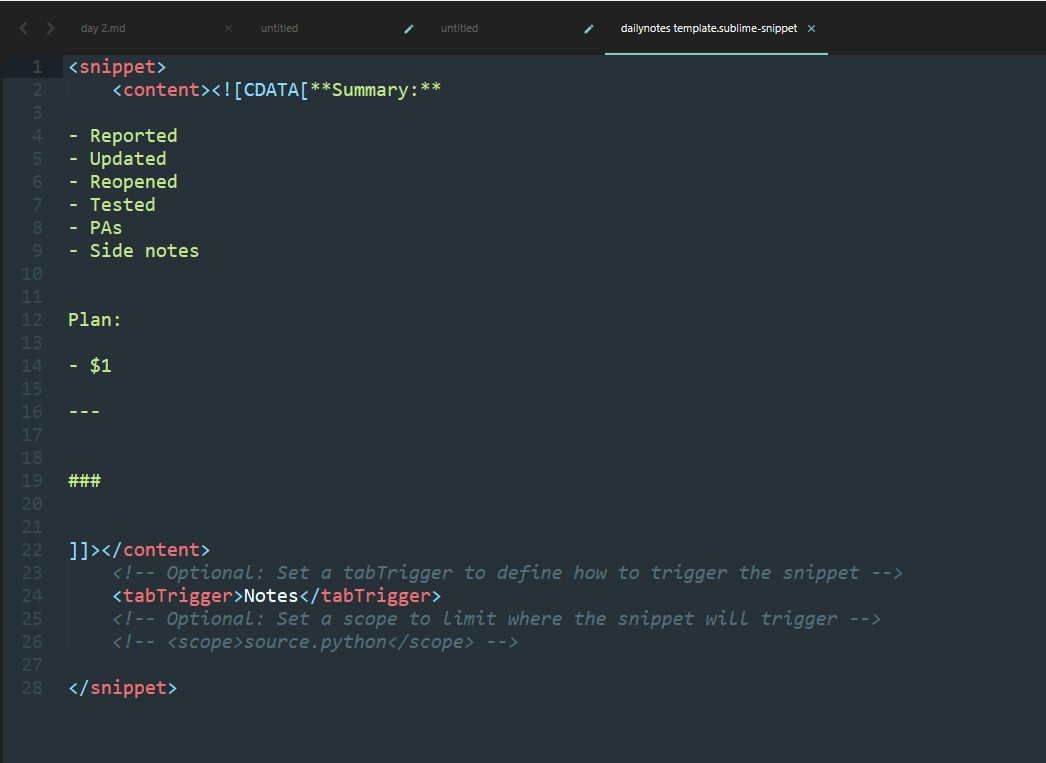 day 2.md × untitled untitled dailynotes template.sublime-snippet ×
1 <snippet>
2 <content><![CDATA[**Summary:**
3
4 - Reported
5 - Updated
6 - Reopened
7 - Tested
8 - PAs
9 - Side notes
10
11
12 Plan:
13
14 - $1
15
16 ---
17
18
19 ###
20
21
22 ]]></content>
23 <!-- Optional: Set a tabTrigger to define how to trigger the snippet -->
24 <tabTrigger>Notes</tabTrigger>
25 <!-- Optional: Set a scope to limit where the snippet will trigger -->
26 <!-- <scope>source.python</scope> -->
27
28 </snippet>